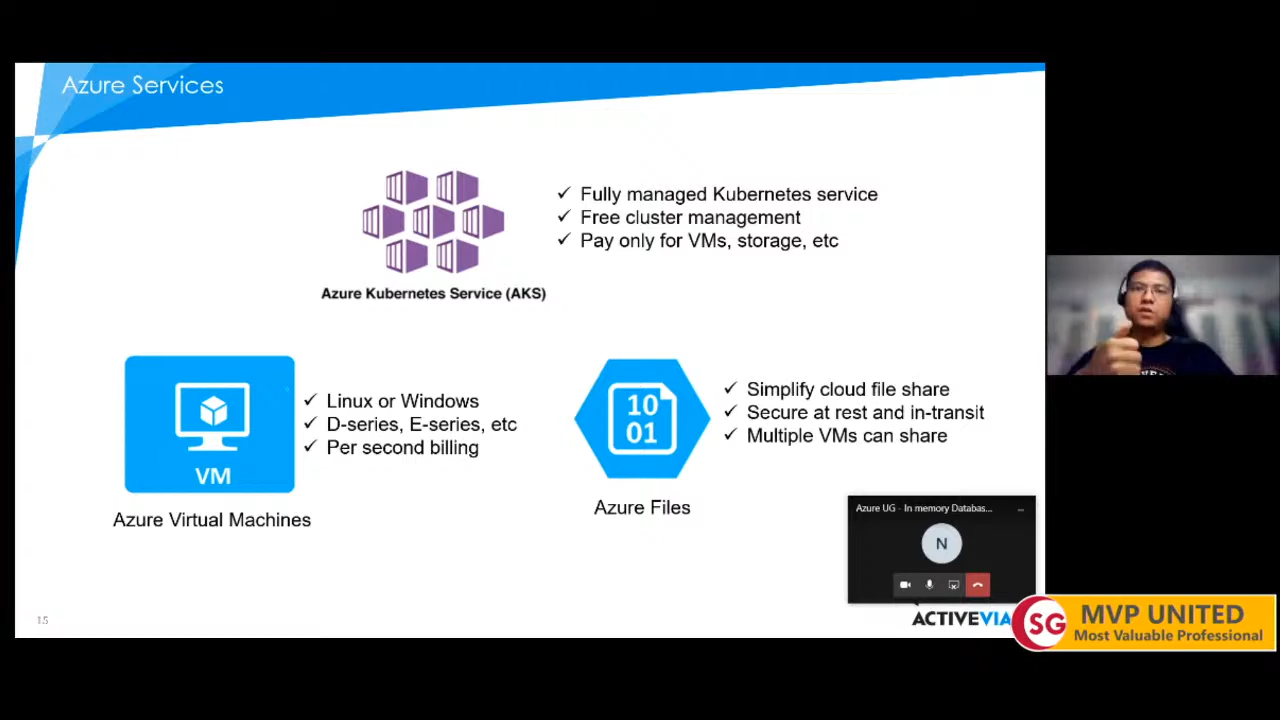 Azure Services
Fully managed Kubernetes service
Free cluster management
Pay only for VMs, storage, etc
Azure Kubernetes Service (AKS)
VM
Azure Virtual Machines
Linux or Windows
D-series, E-series, etc
Per second billing
10
01
Azure Files
Simplify cloud file share
Secure at rest and in-transit
Multiple VMs can share
Azure UG - In memory Databas...
N
15
ACTIVEVIA
SG
MVP UNITED
Most Valuable Professional